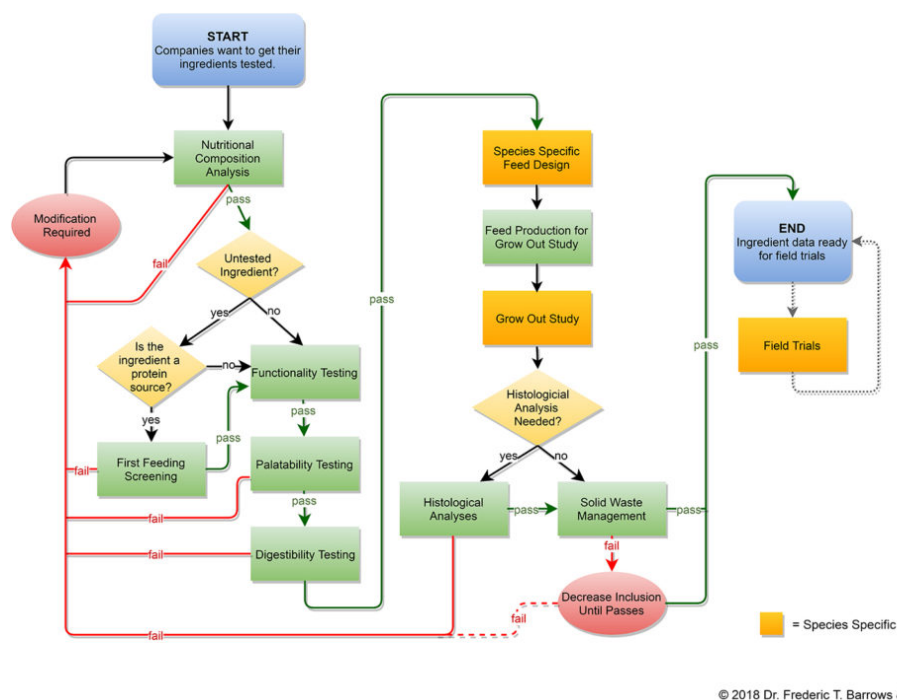 START
Companies want to get their
ingredients tested.
Nutritional
Composition
Analysis
pass
Modification
Required
fail
Untested
Ingredient?
yes
no
Is the
ingredient a
protein
source?
no
Functionality Testing
yes
pass
pass
First Feeding
Screening
fail
Palatability Testing
fail
pass
Digestibility Testing
fail
pass
Species Specific
Feed Design
Feed Production for
Grow Out Study
Grow Out Study
Histologicial
Analysis
Needed?
yes
no
Histological
Analyses
pass
Solid Waste
Management
pass
fail
Decrease Inclusion
Until Passes
fail
fail
pass
END
Ingredient data ready
for field trials
Field Trials
= Species Specific
© 2018 Dr. Frederic T. Barrows